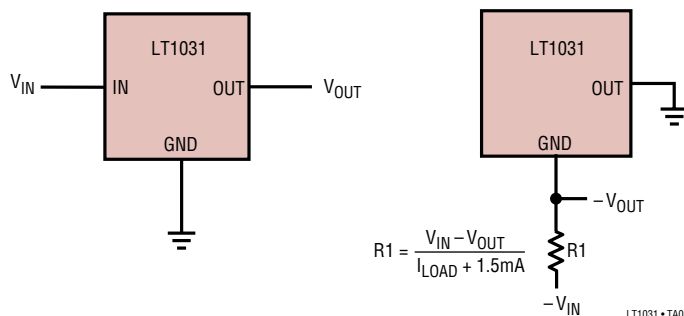 LT1031
V_IN
IN
OUT
V_OUT
GND
LT1031
OUT
GND
–V_OUT
R1 = (V_IN – V_OUT) / (I_LOAD + 1.5mA)
R1
–V_IN
LT1031 • TA0